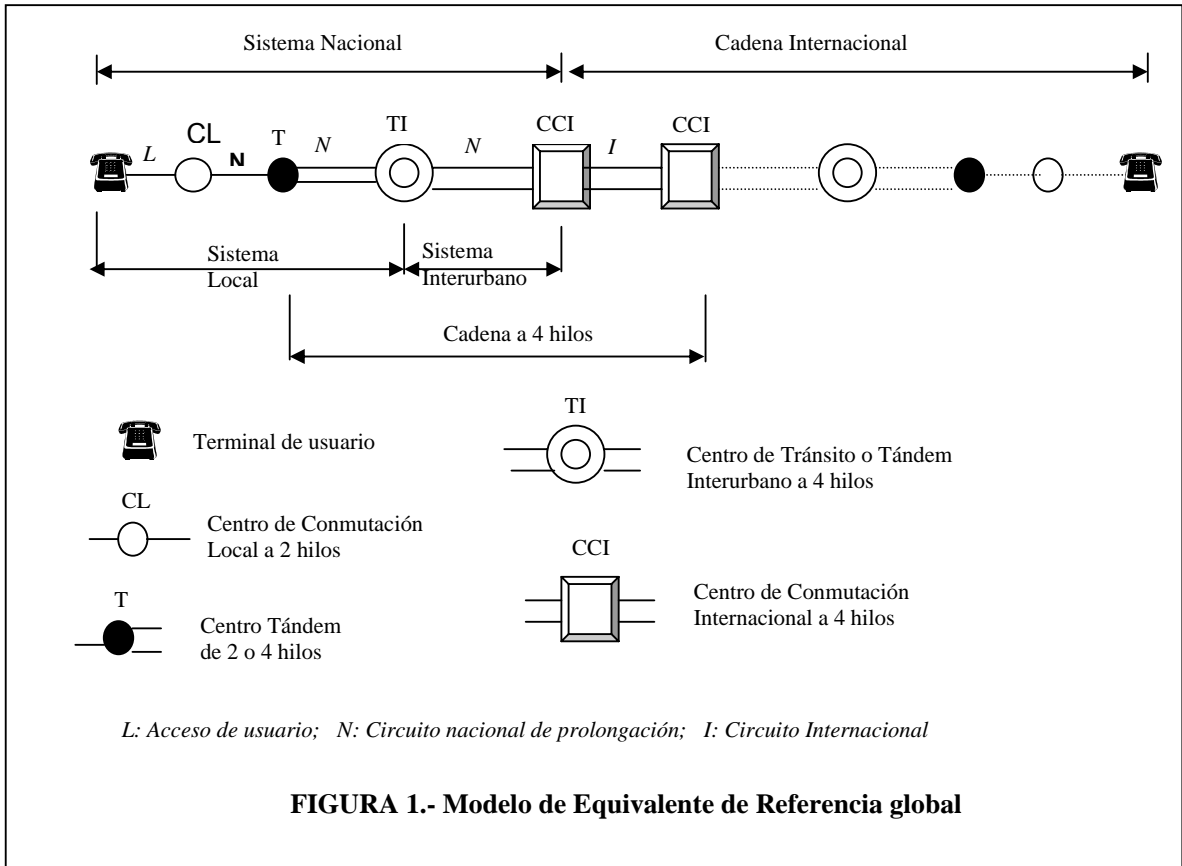 Sistema Nacional
Cadena Internacional
L
CL
N
T
N
TI
N
CCI
I
CCI
Sistema
Local
Sistema
Interurbano
Cadena a 4 hilos
Terminal de usuario
TI
Centro de Tránsito o Tándem
Interurbano a 4 hilos
CL
Centro de Conmutación
Local a 2 hilos
CCI
Centro de Conmutación
Internacional a 4 hilos
T
Centro Tándem
de 2 o 4 hilos
L: Acceso de usuario; N: Circuito nacional de prolongación; I: Circuito Internacional
FIGURA 1.- Modelo de Equivalente de Referencia global